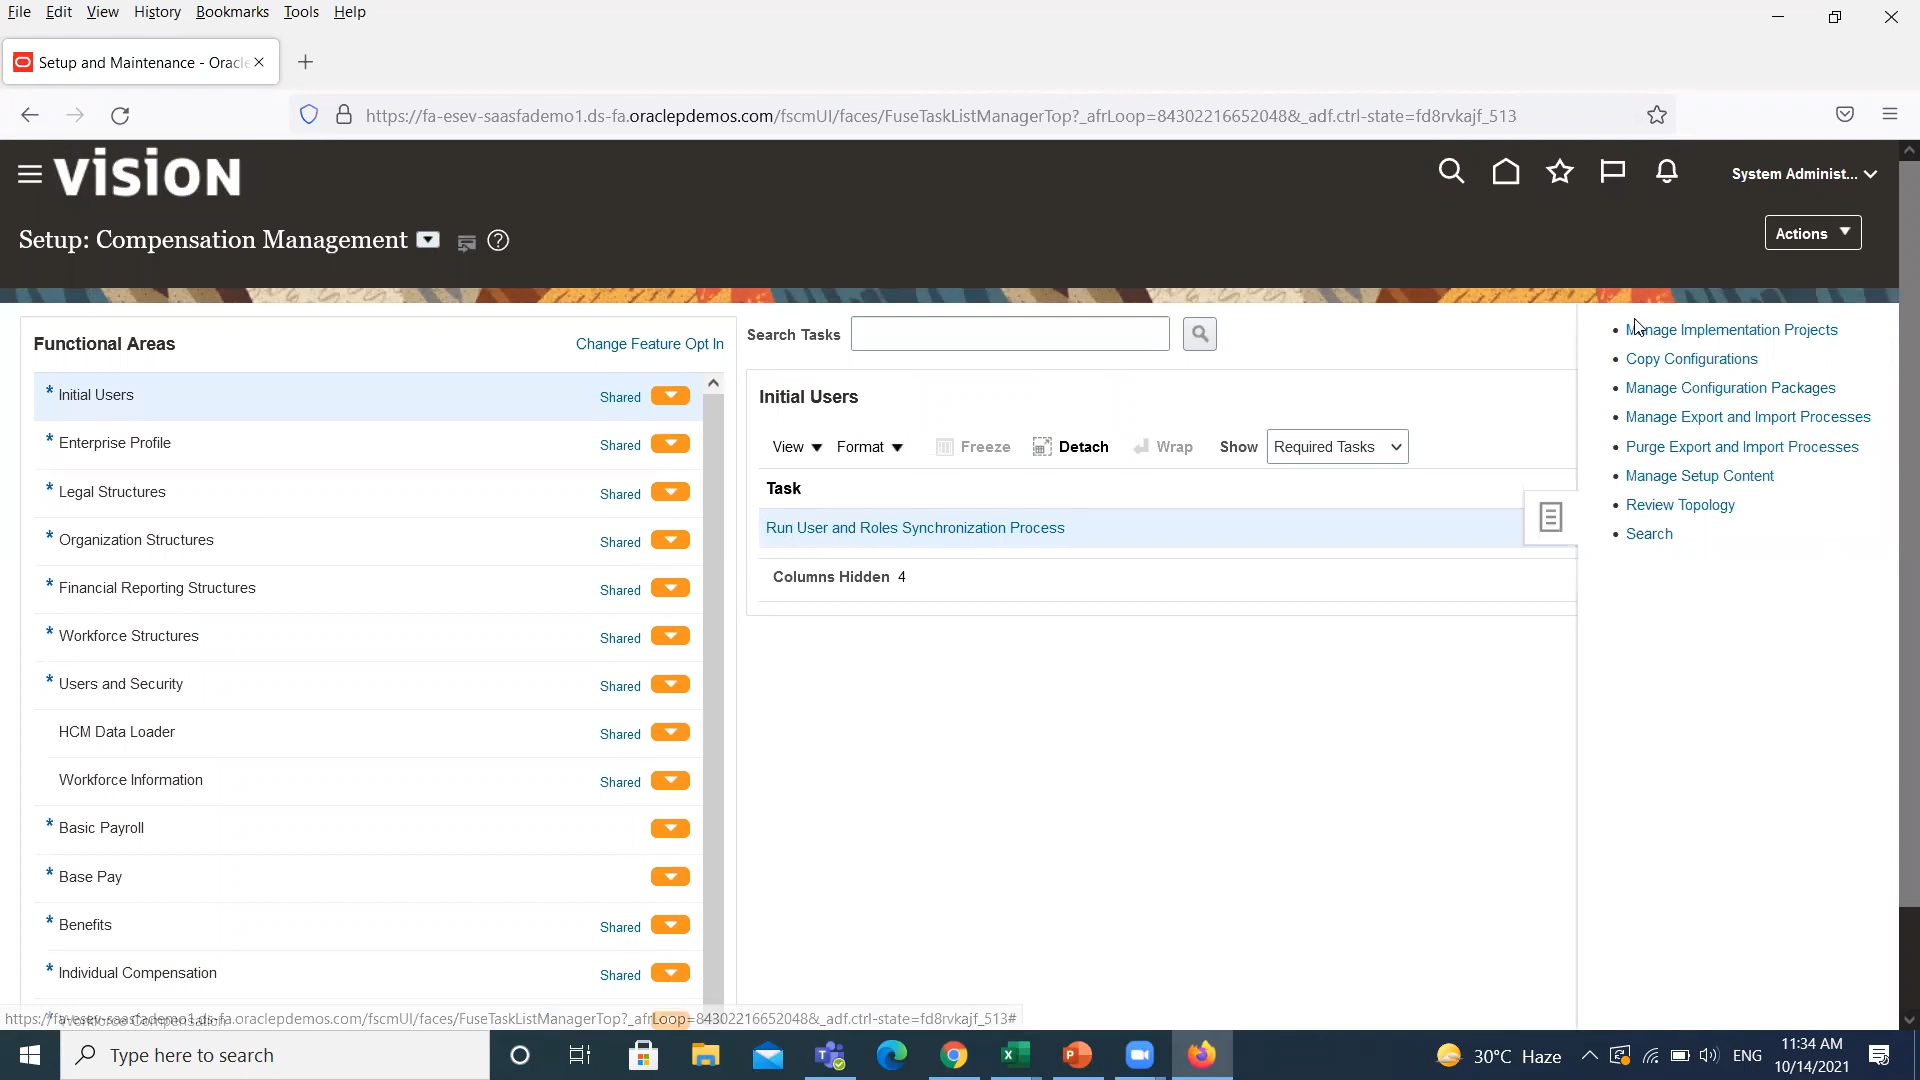 File Edit View History Bookmarks Tools Help
Setup and Maintenance - Oracle
https://fa-esev-saasfademo1.ds-fa.oraclepdemos.com/fscmUI/faces/FuseTaskListManagerTop?_afrLoop=8430221665204&_adf.ctrl-state=fd8rvkajf_513
VISION
System Administ...
Setup: Compensation Management
Actions
Functional Areas
Change Feature Opt In
* Initial Users Shared
* Enterprise Profile Shared
* Legal Structures Shared
* Organization Structures Shared
* Financial Reporting Structures Shared
* Workforce Structures Shared
* Users and Security Shared
HCM Data Loader Shared
Workforce Information Shared
* Basic Payroll
* Base Pay
* Benefits Shared
* Individual Compensation Shared
Search Tasks
Initial Users
View Format Freeze Detach Wrap Show Required Tasks
Task
Run User and Roles Synchronization Process
Columns Hidden 4
• Manage Implementation Projects
• Copy Configurations
• Manage Configuration Packages
• Manage Export and Import Processes
• Purge Export and Import Processes
• Manage Setup Content
• Review Topology
• Search
https://fa-esev-saasfademo1.ds-fa.oraclepdemos.com/fscmUI/faces/FuseTaskListManagerTop?_afrLoop=8430221665204&_adf.ctrl-state=fd8rvkajf_513#
Type here to search
30°C Haze
ENG
11:34 AM
10/14/2021